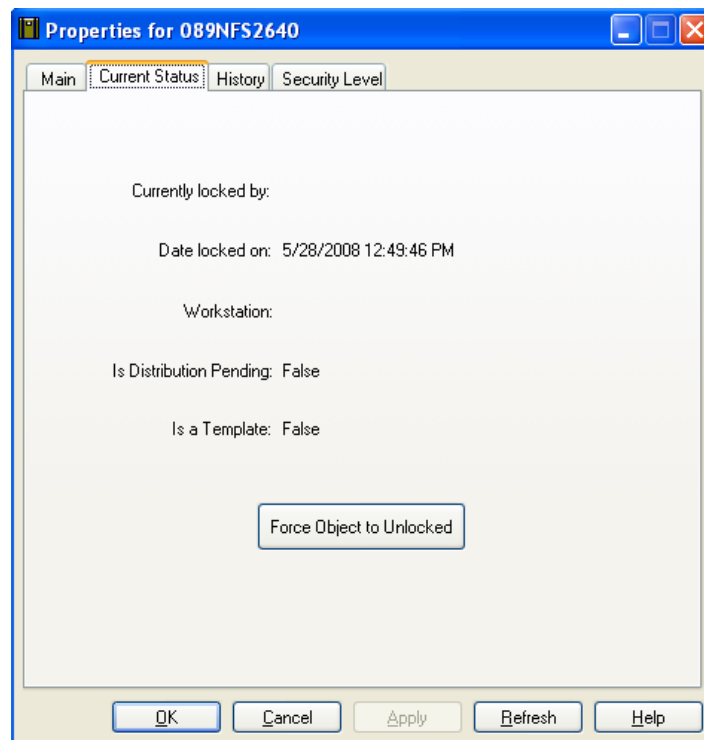 Properties for 089NFS2640
Main Current Status History Security Level
Currently locked by:
Date locked on: 5/28/2008 12:49:46 PM
Workstation:
Is Distribution Pending: False
Is a Template: False
Force Object to Unlocked
OK Cancel Apply Refresh Help